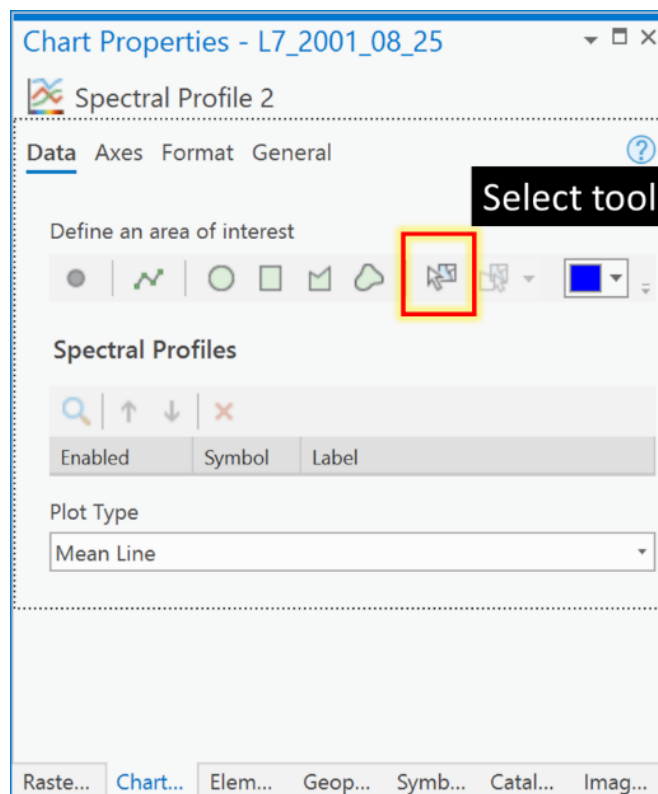 Chart Properties - L7_2001_08_25
Spectral Profile 2
Data Axes Format General
?
Select tool
Define an area of interest
Spectral Profiles
Enabled Symbol Label
Plot Type
Mean Line
Raste... Chart... Elem... Geop... Symb... Catal... Imag...